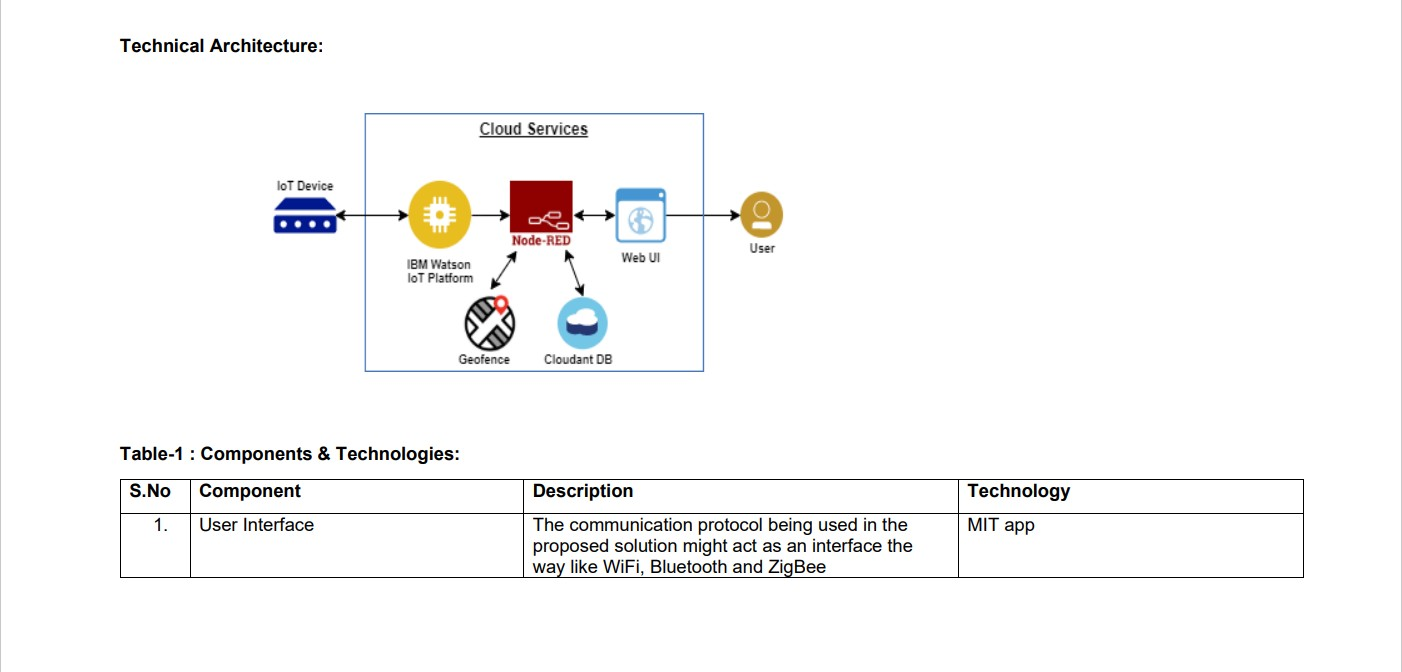 Technical Architecture:
Cloud Services
IoT Device
Node-RED
User
Web UI
IBM Watson
IoT Platform
Geofence
Cloudant DB
Table-1 : Components & Technologies:
S.No Component Description Technology
1. User Interface The communication protocol being used in the MIT app
proposed solution might act as an interface the
way like WiFi, Bluetooth and ZigBee